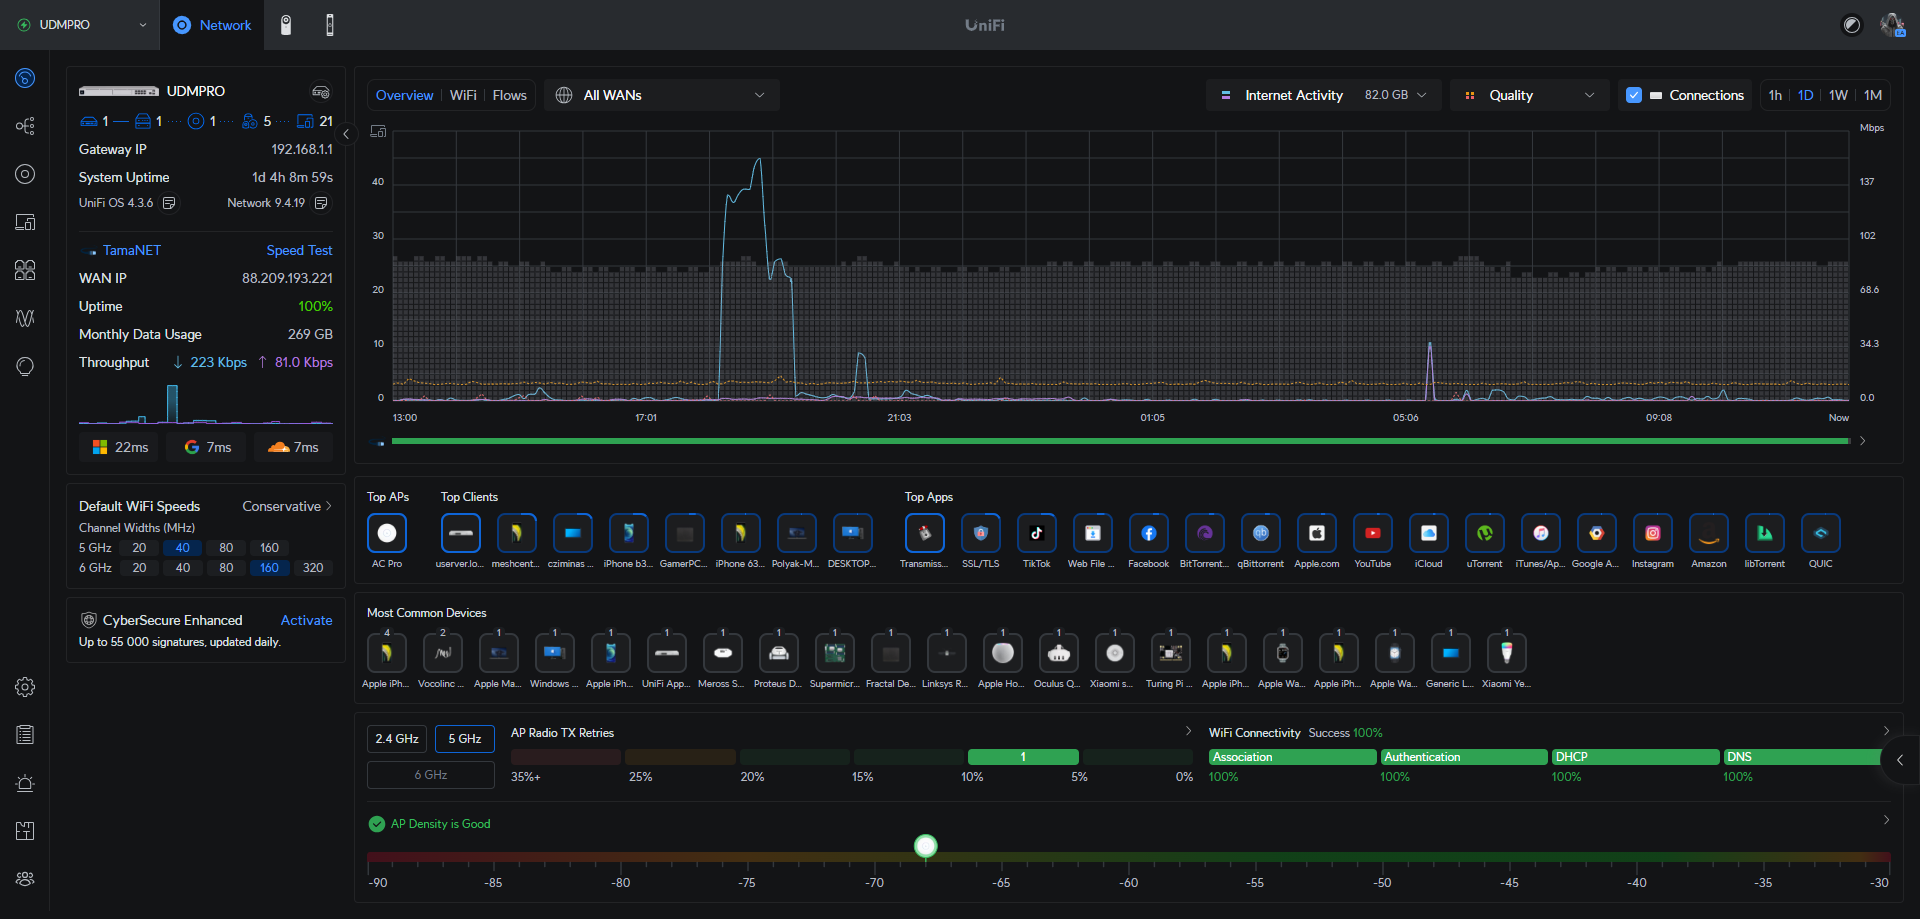 UDMPRO
Network
UniFi
EA
UDMPRO
1 1 1 5 21
Gateway IP 192.168.1.1
System Uptime 1d 4h 8m 59s
UniFi OS 4.3.6 Network 9.4.19
TamaNET Speed Test
WAN IP 88.209.193.221
Uptime 100%
Monthly Data Usage 269 GB
Throughput ↓ 223 Kbps ↑ 81.0 Kbps
22ms 7ms 7ms
Default WiFi Speeds Conservative
Channel Widths (MHz)
5 GHz 20 40 80 160
6 GHz 20 40 80 160 320
CyberSecure Enhanced Activate
Up to 55 000 signatures, updated daily.
Overview WiFi Flows All WANs Internet Activity 82.0 GB Quality Connections 1h 1D 1W 1M
Mbps
40 137
30 102
20 68.6
10 34.3
0 0.0
13:00 17:01 21:03 01:05 05:06 09:08 Now
Top APs Top Clients Top Apps
AC Pro userver.lo... meshcent... cziminas ... iPhone b3... GamerPC... iPhone 63... Polyak-M... DESKTOP... Transmiss... SSL/TLS TikTok Web File ... Facebook BitTorrent... qBittorrent Apple.com YouTube iCloud uTorrent iTunes/Ap... Google A... Instagram Amazon libTorrent QUIC
Most Common Devices
4 2 1 1 1 1 1 1 1 1 1 1 1 1 1 1 1 1 1 1 1
Apple iPh... Vocolinc ... Apple Ma... Windows ... Apple iPh... UniFi App... Meross S... Proteus D... Supermicr... Fractal De... Linksys R... Apple Ho... Oculus Q... Xiaomi s... Turing Pi ... Apple iPh... Apple Wa... Apple iPh... Apple Wa... Generic L... Xiaomi Ye...
2.4 GHz 5 GHz
6 GHz
AP Radio TX Retries
1
35%+ 25% 20% 15% 10% 5% 0%
WiFi Connectivity Success 100%
Association Authentication DHCP DNS
100% 100% 100% 100%
AP Density is Good
-90 -85 -80 -75 -70 -65 -60 -55 -50 -45 -40 -35 -30